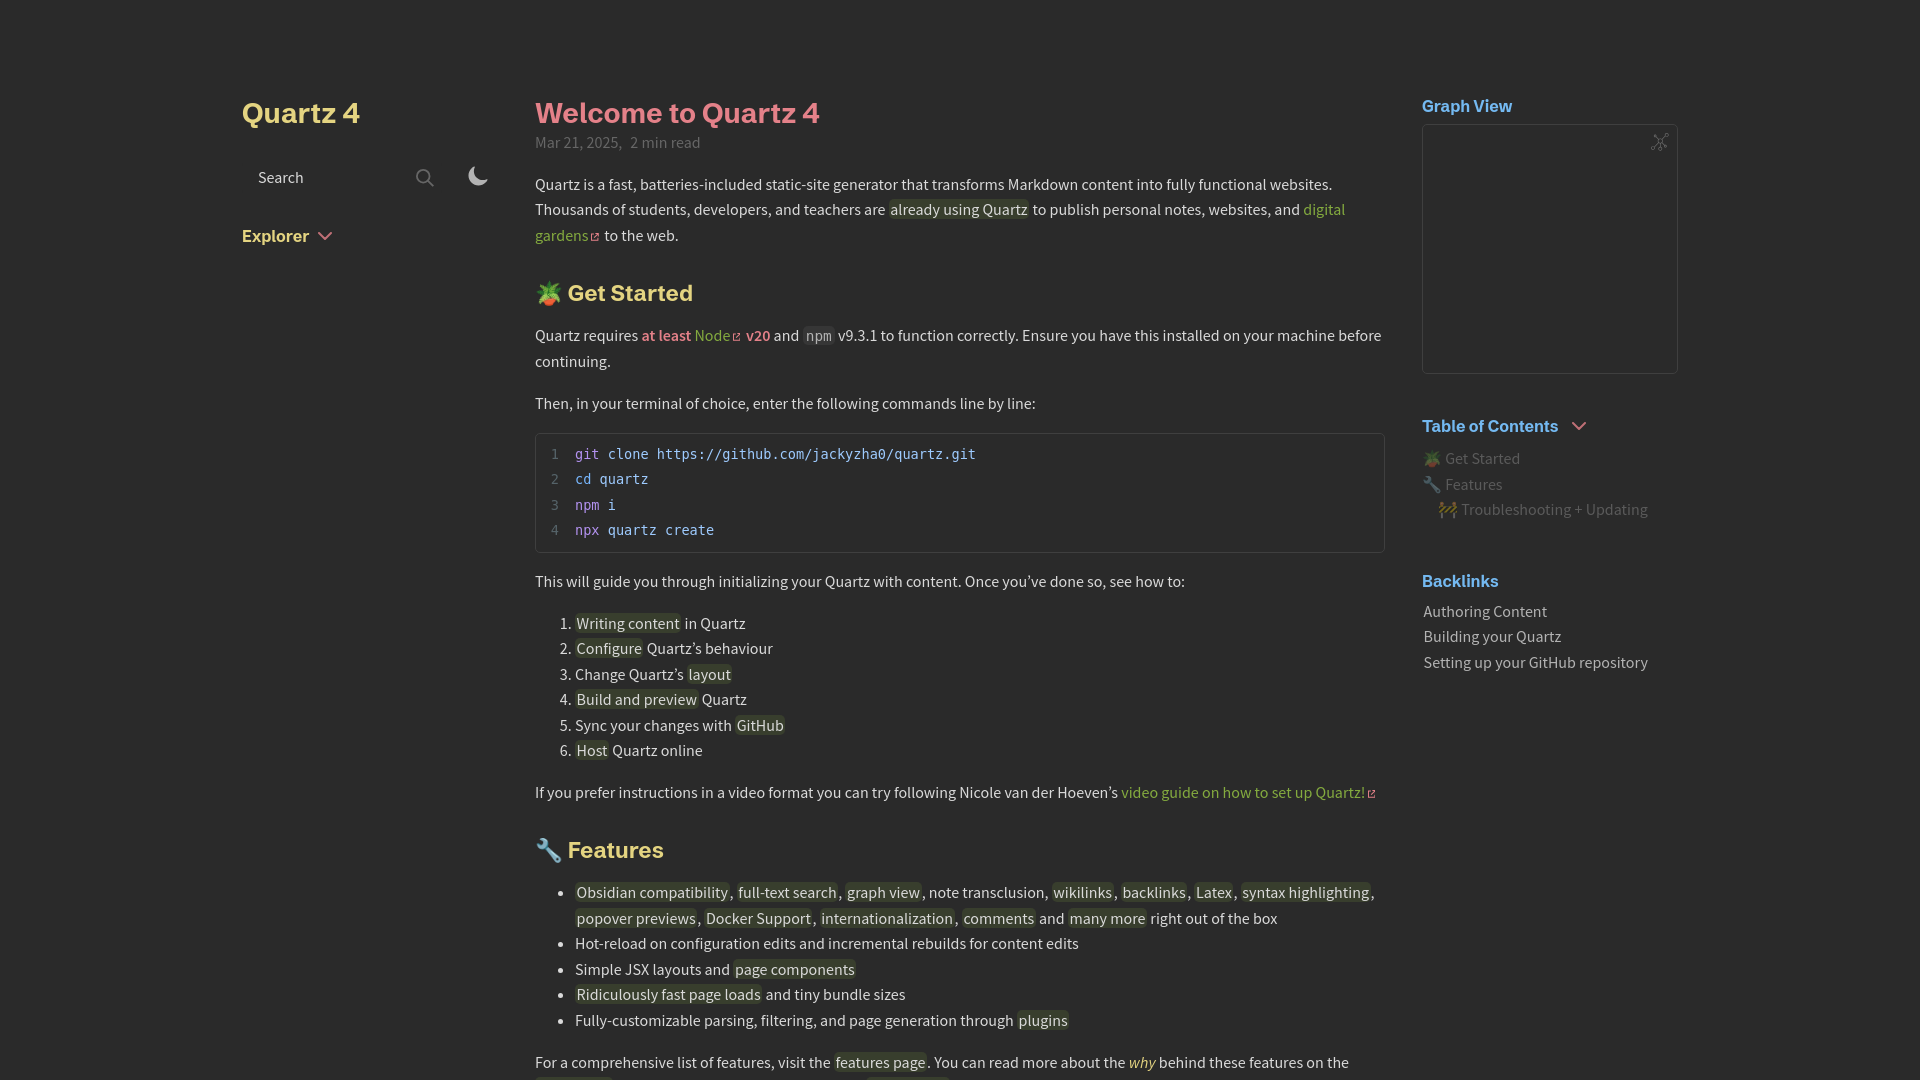 Quartz 4
Search
Explorer
Welcome to Quartz 4
Mar 21, 2025, 2 min read
Quartz is a fast, batteries-included static-site generator that transforms Markdown content into fully functional websites.
Thousands of students, developers, and teachers are already using Quartz to publish personal notes, websites, and digital
gardens to the web.
🪴 Get Started
Quartz requires at least Node v20 and npm v9.3.1 to function correctly. Ensure you have this installed on your machine before
continuing.
Then, in your terminal of choice, enter the following commands line by line:
1 git clone https://github.com/jackyzha0/quartz.git
2 cd quartz
3 npm i
4 npx quartz create
This will guide you through initializing your Quartz with content. Once you’ve done so, see how to:
1. Writing content in Quartz
2. Configure Quartz’s behaviour
3. Change Quartz’s layout
4. Build and preview Quartz
5. Sync your changes with GitHub
6. Host Quartz online
If you prefer instructions in a video format you can try following Nicole van der Hoeven’s video guide on how to set up Quartz!
🔧 Features
• Obsidian compatibility, full-text search, graph view, note transclusion, wikilinks, backlinks, Latex, syntax highlighting,
popover previews, Docker Support, internationalization, comments and many more right out of the box
• Hot-reload on configuration edits and incremental rebuilds for content edits
• Simple JSX layouts and page components
• Ridiculously fast page loads and tiny bundle sizes
• Fully-customizable parsing, filtering, and page generation through plugins
For a comprehensive list of features, visit the features page. You can read more about the why behind these features on the
Graph View
Table of Contents
🪴 Get Started
🔧 Features
🚧 Troubleshooting + Updating
Backlinks
Authoring Content
Building your Quartz
Setting up your GitHub repository